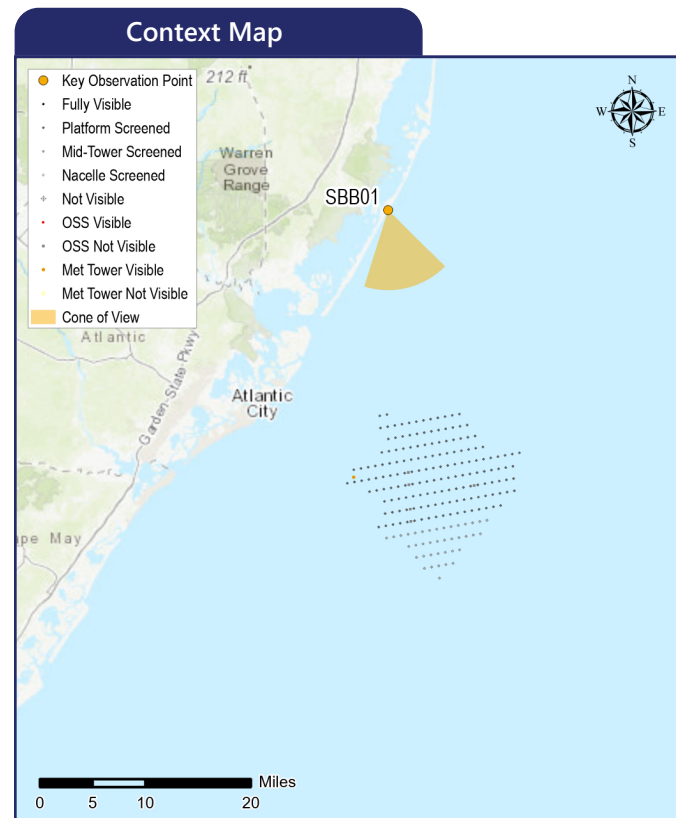 Context Map
Key Observation Point
Fully Visible
Platform Screened
Mid-Tower Screened
Nacelle Screened
Not Visible
OSS Visible
OSS Not Visible
Met Tower Visible
Met Tower Not Visible
Cone of View
212 ft
Warren
Grove
Range
N
W E
S
SBB01
Atlantic
Garden-State-Pkwy
Atlantic
City
ape May
Miles
0 5 10 20